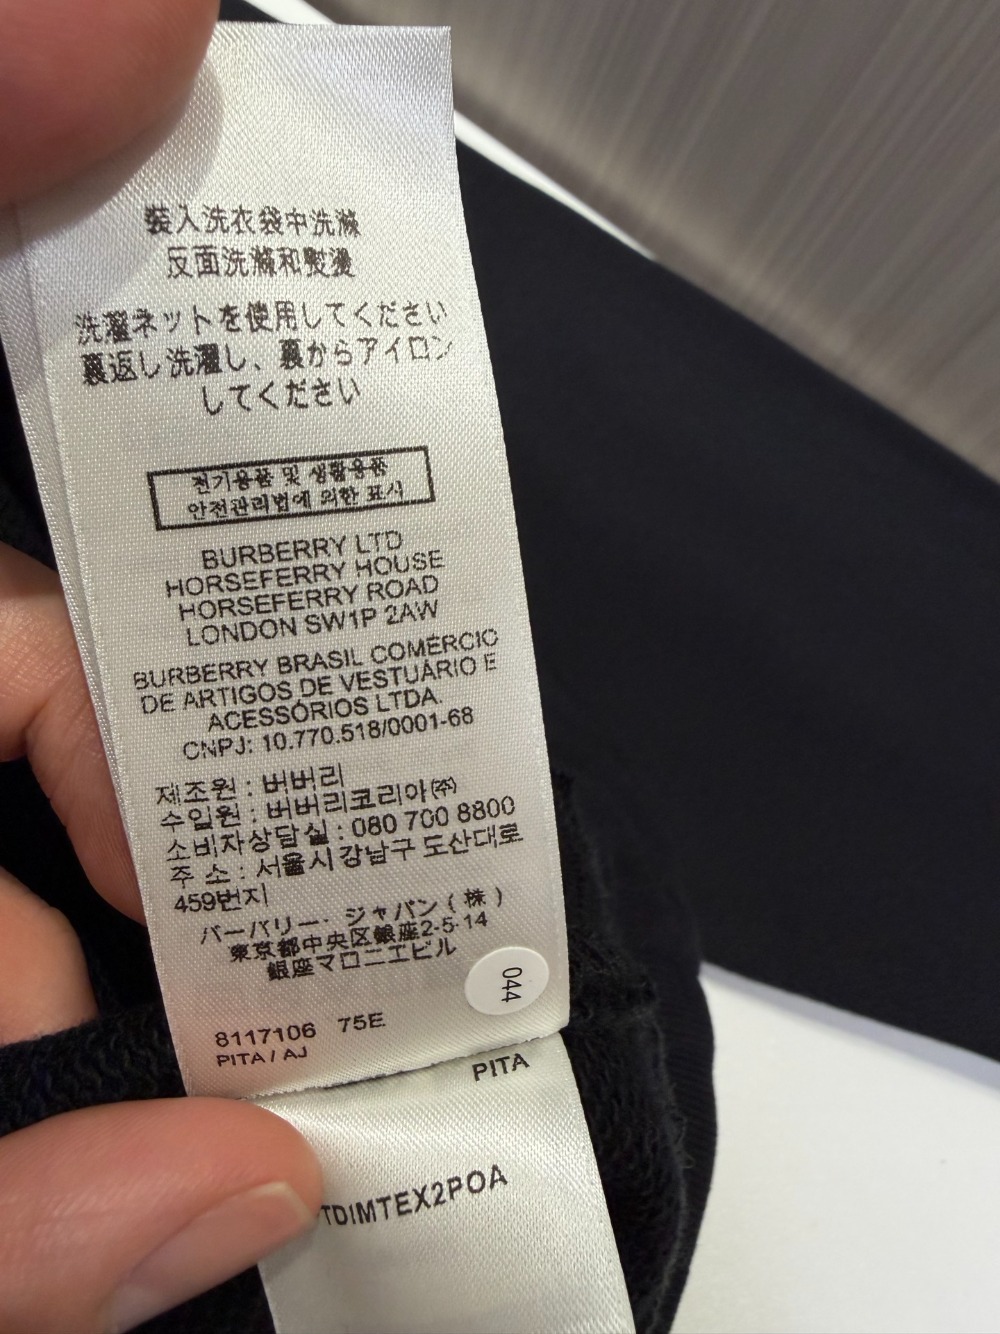 裝入洗衣袋中洗滌
反面洗滌和熨燙
洗濯ネットを使用してください
裏返し洗濯し、裏からアイロン
してください
전기용품 및 생활용품
안전관리법에 의한 표시
BURBERRY LTD
HORSEFERRY HOUSE
HORSEFERRY ROAD
LONDON SW1P 2AW
BURBERRY BRASIL COMÉRCIO
DE ARTIGOS DE VESTUÁRIO E
ACESSÓRIOS LTDA.
CNPJ: 10.770.518/0001-68
제조원 : 버버리
수입원 : 버버리코리아㈜
소비자상담실 : 080 700 8800
주 소 : 서울시 강남구 도산대로
459번지
バーバリー・ジャパン(株)
東京都中央区銀座2-5-14
銀座マロニエビル
044
8117106 75E
PITA / AJ
PITA
TDIMTEX2POA